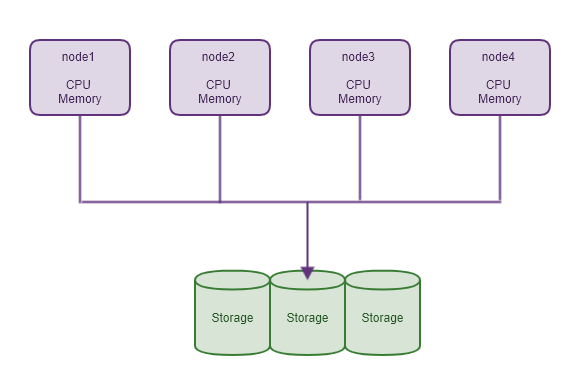 node1
CPU
Memory
node2
CPU
Memory
node3
CPU
Memory
node4
CPU
Memory
Storage
Storage
Storage